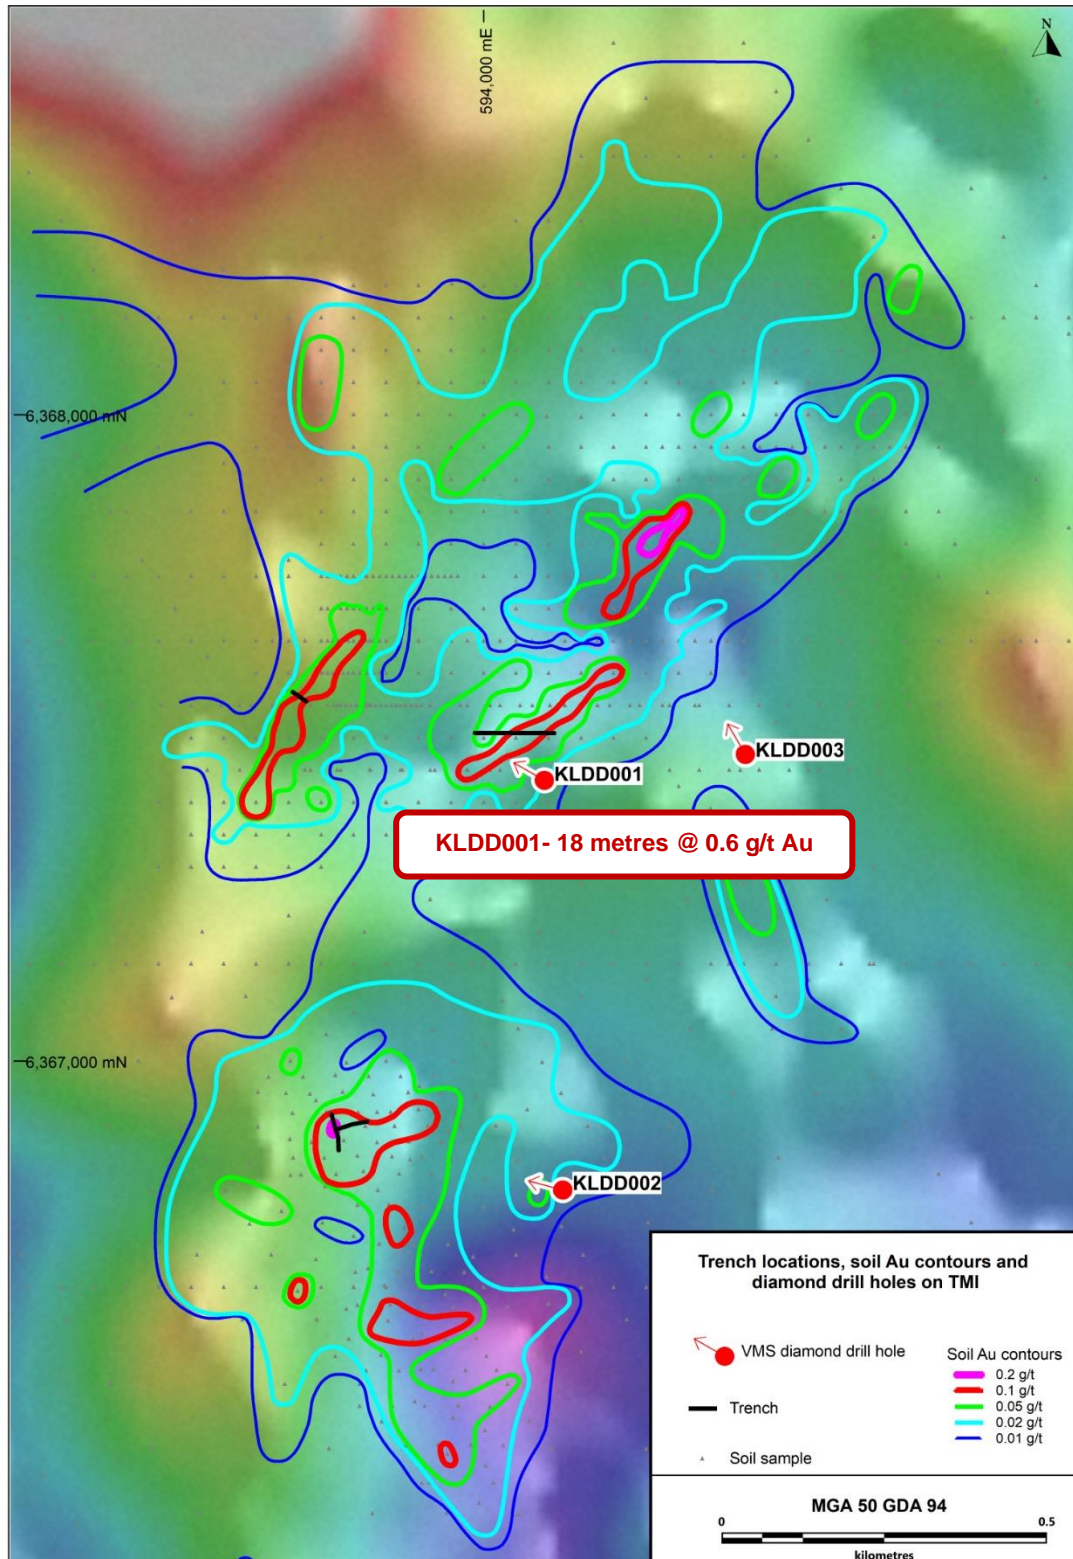 N
594,000 mE
6,368,000 mN
KLDD003
KLDD001
KLDD001- 18 metres @ 0.6 g/t Au
6,367,000 mN
KLDD002
Trench locations, soil Au contours and
diamond drill holes on TMI
VMS diamond drill hole
Trench
Soil sample
Soil Au contours
0.2 g/t
0.1 g/t
0.05 g/t
0.02 g/t
0.01 g/t
MGA 50 GDA 94
0 0.5
kilometres